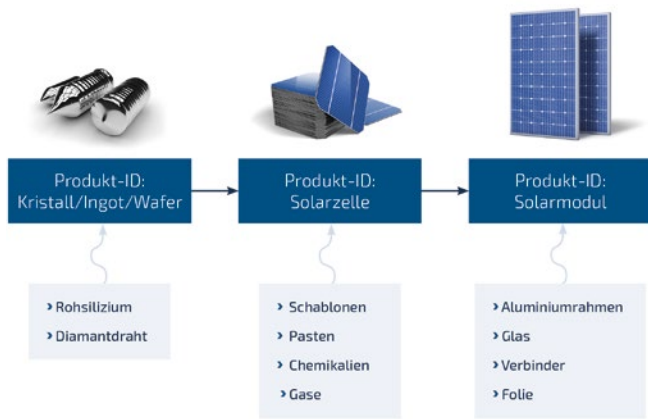 Produkt-ID:
Kristall/Ingot/Wafer
Produkt-ID:
Solarzelle
Produkt-ID:
Solarmodul
Rohsilizium
Diamantdraht
Schablonen
Pasten
Chemikalien
Gase
Aluminiumrahmen
Glas
Verbinder
Folie